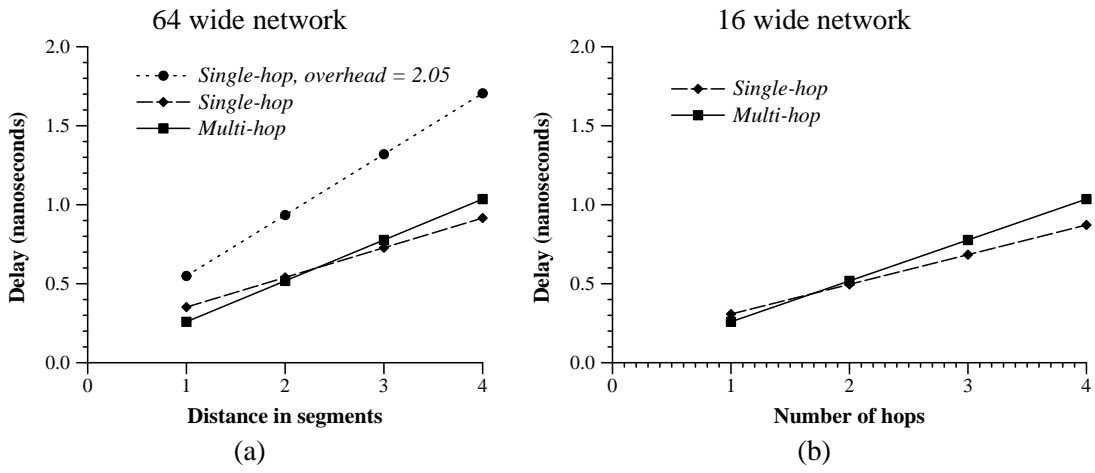 64 wide network
2.0
1.5
1.0
0.5
0.0
Delay (nanoseconds)
Single-hop, overhead = 2.05
Single-hop
Multi-hop
0 1 2 3 4
Distance in segments
(a)
16 wide network
2.0
1.5
1.0
0.5
0.0
Delay (nanoseconds)
Single-hop
Multi-hop
0 1 2 3 4
Number of hops
(b)